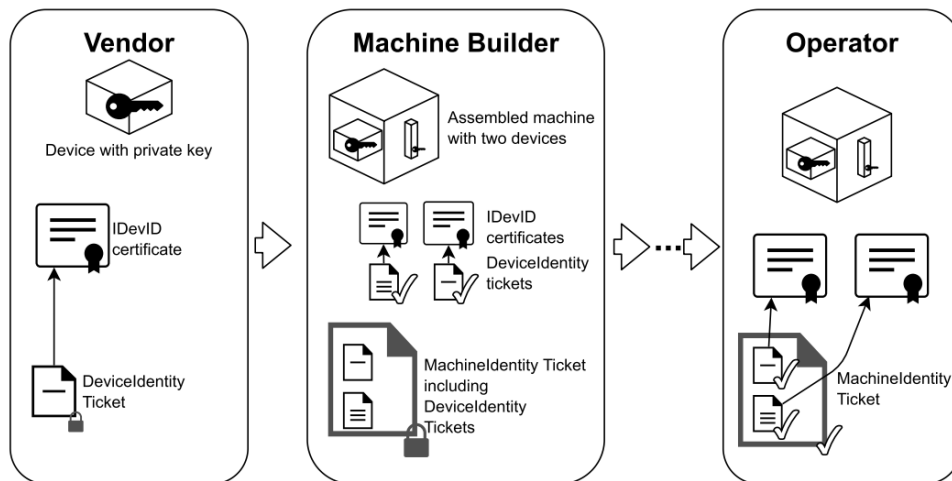 Vendor
Device with private key
IDevID
certificate
DeviceIdentity
Ticket
Machine Builder
Assembled machine
with two devices
IDevID
certificates
DeviceIdentity
tickets
MachineIdentity Ticket
including
DeviceIdentity
Tickets
Operator
MachineIdentity
Ticket